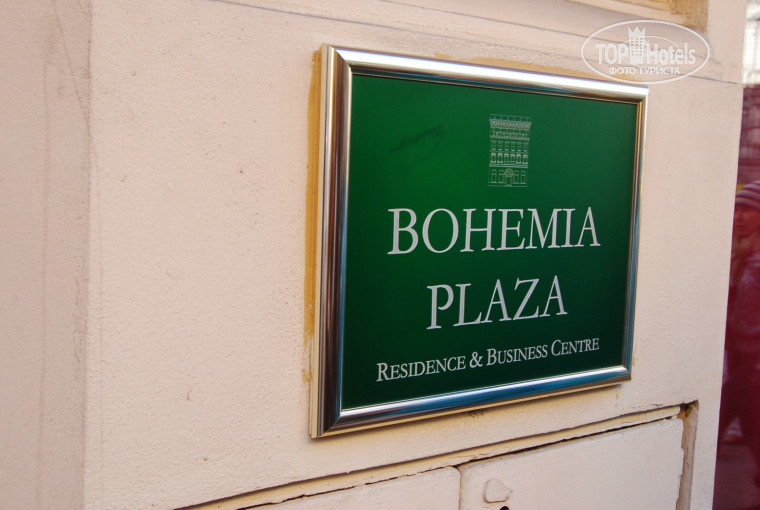 TOP Hotels
ФОТО ТУРИСТА
BOHEMIA
PLAZA
RESIDENCE & BUSINESS CENTRE